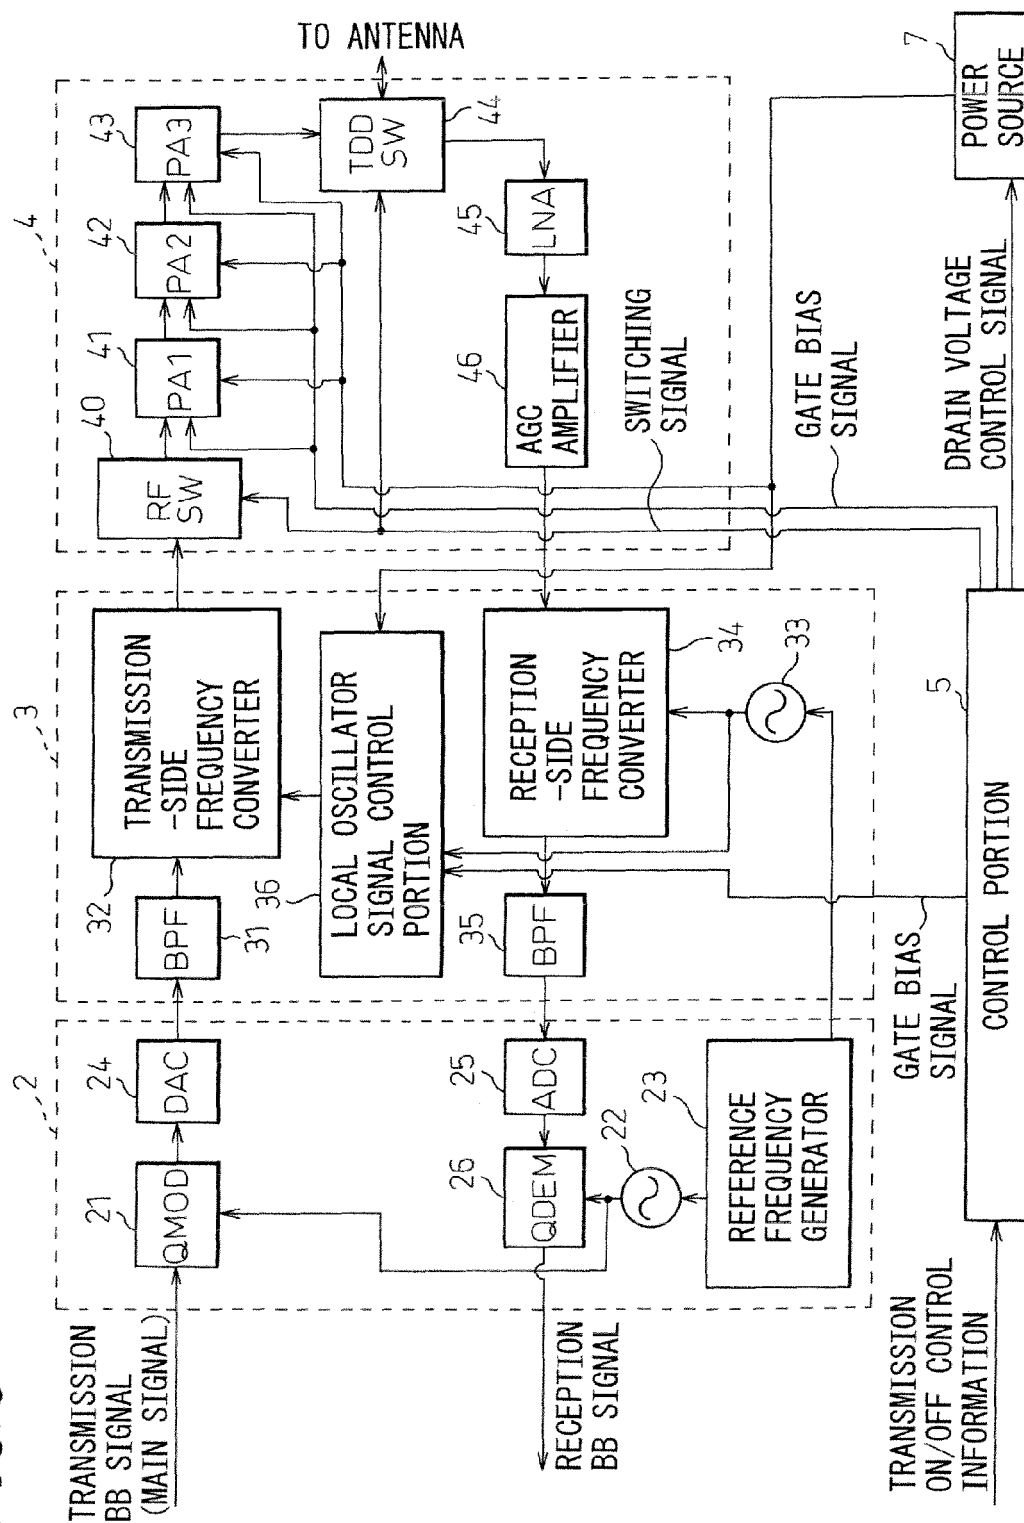 TO ANTENNA
4
40
RF
SW
41
PA1
42
PA2
43
PA3
TDD
SW
44
45
LNA
46
AGC
AMPLIFIER
SWITCHING
SIGNAL
GATE BIAS
SIGNAL
DRAIN VOLTAGE
CONTROL SIGNAL
7
POWER
SOURCE
3
TRANSMISSION
-SIDE
FREQUENCY
CONVERTER
32
BPF
31
36
LOCAL OSCILLATOR
SIGNAL CONTROL
PORTION
RECEPTION
-SIDE
FREQUENCY
CONVERTER
34
33
35
BPF
GATE BIAS
SIGNAL
5
CONTROL PORTION
2
21
QMOD
24
DAC
25
ADC
26
QDEM
22
23
REFERENCE
FREQUENCY
GENERATOR
TRANSMISSION
BB SIGNAL
(MAIN SIGNAL)
RECEPTION
BB SIGNAL
TRANSMISSION
ON/OFF CONTROL
INFORMATION